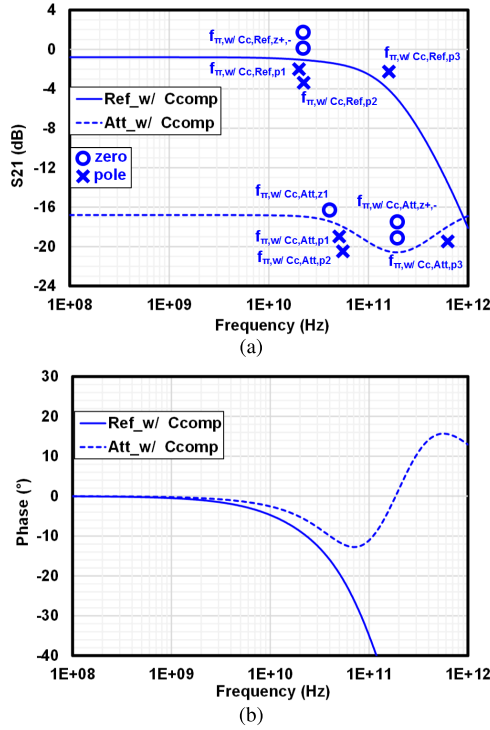 4
0
-4
-8
-12
-16
-20
-24
S21 (dB)
fπ,w/ Cc,Ref,z+,-
fπ,w/ Cc,Ref,p3
fπ,w/ Cc,Ref,p1
fπ,w/ Cc,Ref,p2
Ref_w/ Ccomp
Att_w/ Ccomp
zero
pole
fπ,w/ Cc,Att,z1
fπ,w/ Cc,Att,z+,-
fπ,w/ Cc,Att,p1
fπ,w/ Cc,Att,p2
fπ,w/ Cc,Att,p3
1E+08 1E+09 1E+10 1E+11 1E+12
Frequency (Hz)
(a)
30
20
10
0
-10
-20
-30
-40
Phase (°)
Ref_w/ Ccomp
Att_w/ Ccomp
1E+08 1E+09 1E+10 1E+11 1E+12
Frequency (Hz)
(b)